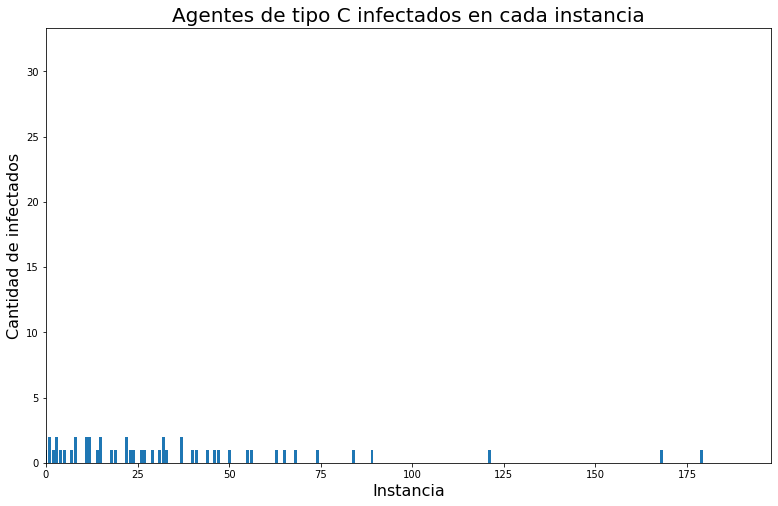 Agentes de tipo C infectados en cada instancia
Cantidad de infectados
30
25
20
15
10
5
0
0 25 50 75 100 125 150 175
Instancia